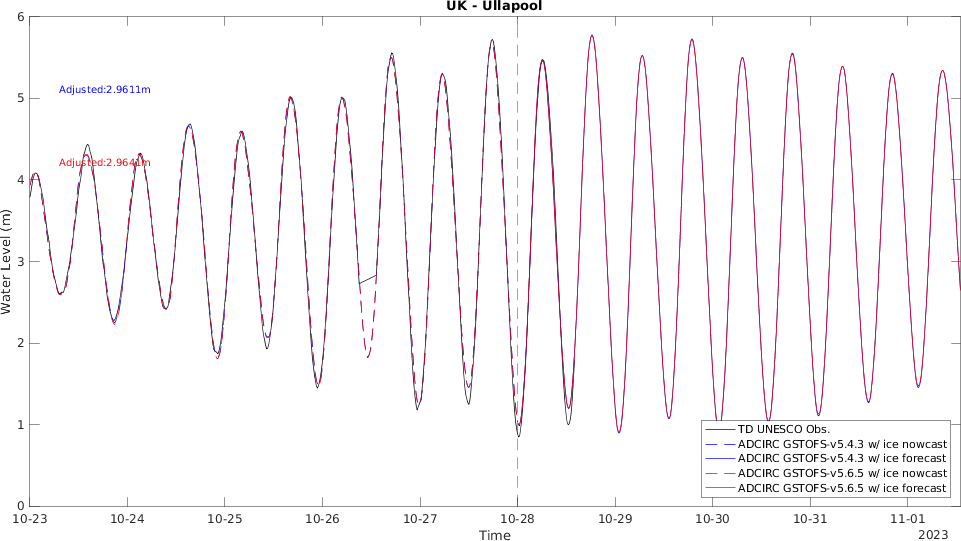 UK - Ullapool
6
5
4
3
2
1
0
Water Level (m)
Adjusted:2.9611m
Adjusted:2.9641m
TD UNESCO Obs.
ADCIRC GSTOFS-v5.4.3 w/ ice nowcast
ADCIRC GSTOFS-v5.4.3 w/ ice forecast
ADCIRC GSTOFS-v5.6.5 w/ ice nowcast
ADCIRC GSTOFS-v5.6.5 w/ ice forecast
10-23 10-24 10-25 10-26 10-27 10-28 10-29 10-30 10-31 11-01
Time
2023